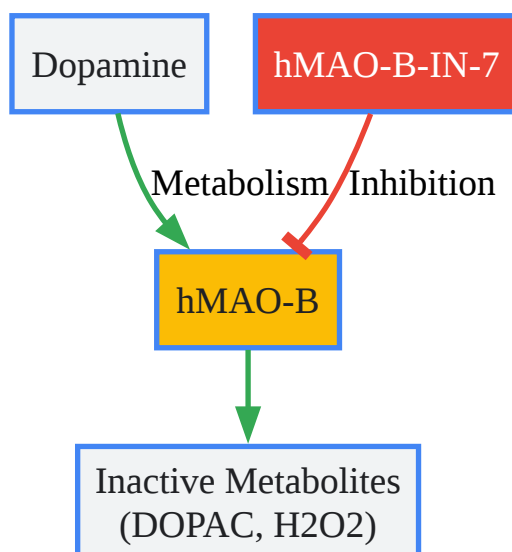 Dopamine
hMAO-B-IN-7
Metabolism
Inhibition
hMAO-B
Inactive Metabolites
(DOPAC, H2O2)